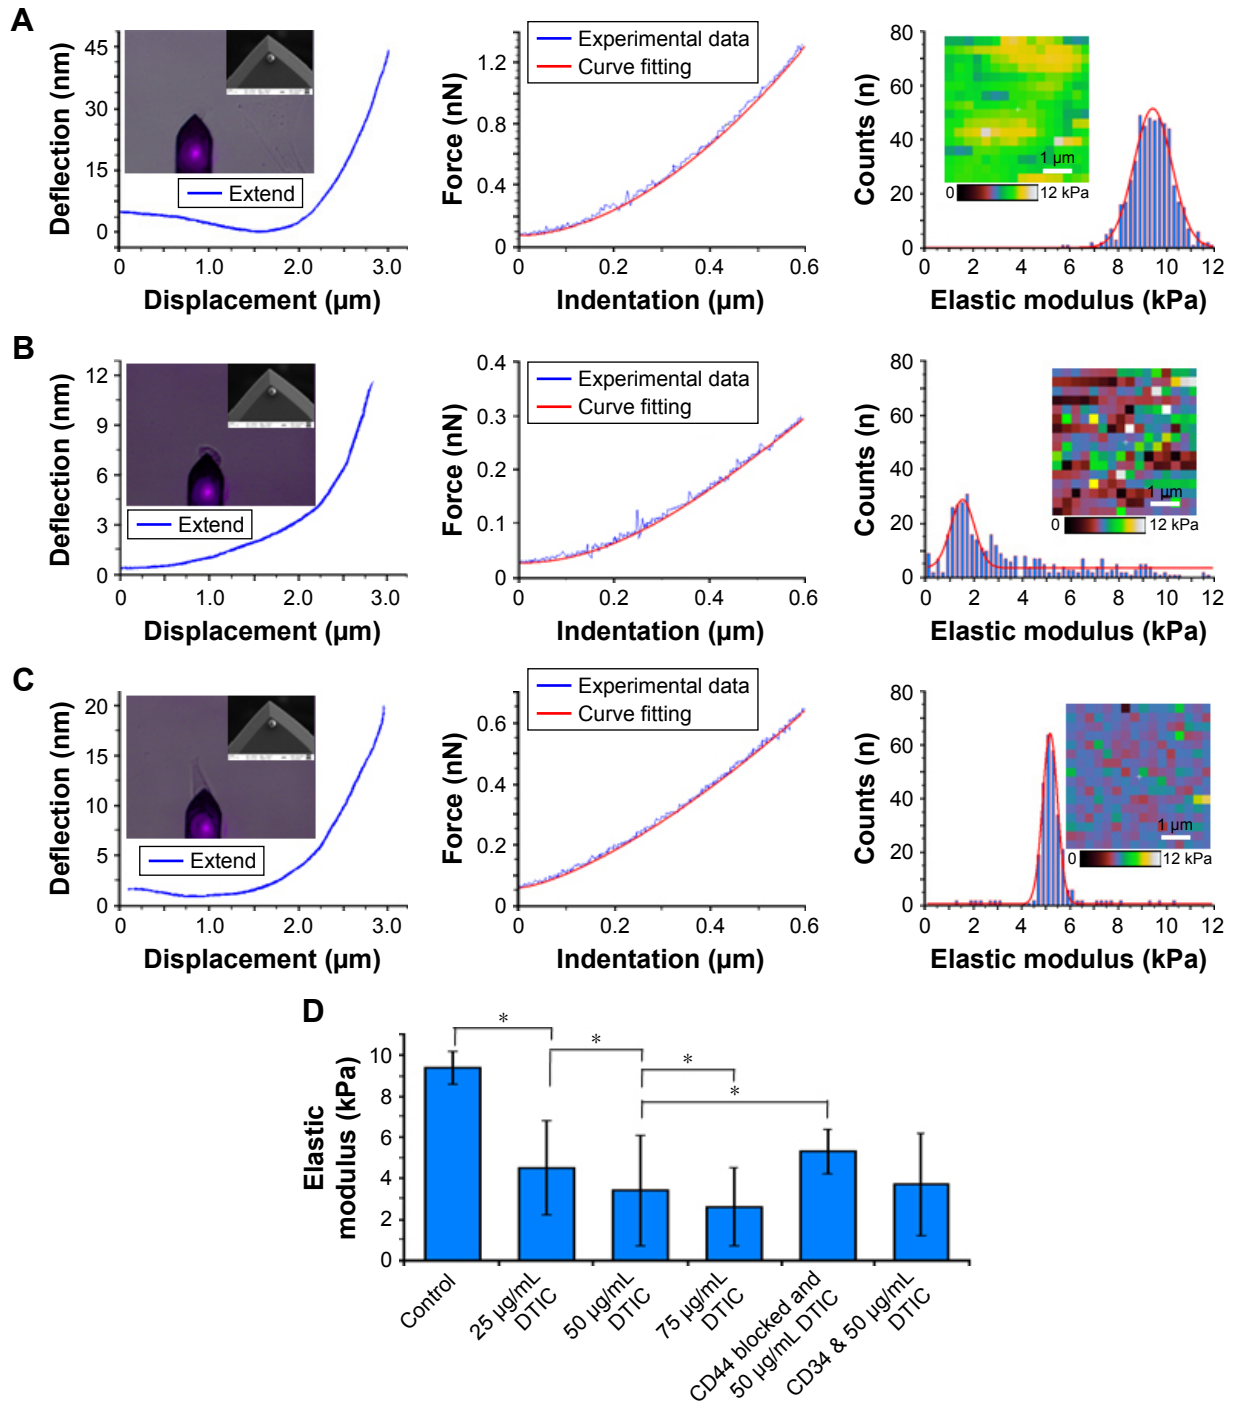 A
Deflection (nm)
45
30
15
0
Extend
0 1.0 2.0 3.0
Displacement (µm)
Force (nN)
1.2
0.8
0.4
0
Experimental data
Curve fitting
0 0.2 0.4 0.6
Indentation (µm)
Counts (n)
80
60
40
20
0
1 µm
0 12 kPa
0 2 4 6 8 10 12
Elastic modulus (kPa)
B
Deflection (nm)
12
9
6
3
0
Extend
0 1.0 2.0 3.0
Displacement (µm)
Force (nN)
0.4
0.3
0.2
0.1
0
Experimental data
Curve fitting
0 0.2 0.4 0.6
Indentation (µm)
Counts (n)
80
60
40
20
0
1 µm
0 12 kPa
0 2 4 6 8 10 12
Elastic modulus (kPa)
C
Deflection (nm)
20
15
10
5
0
Extend
0 1.0 2.0 3.0
Displacement (µm)
Force (nN)
0.6
0.4
0.2
0
Experimental data
Curve fitting
0 0.2 0.4 0.6
Indentation (µm)
Counts (n)
80
60
40
20
0
1 µm
0 12 kPa
0 2 4 6 8 10 12
Elastic modulus (kPa)
D
Elastic
modulus (kPa)
10
8
6
4
2
0
*
*
*
*
Control
25 µg/mL
DTIC
50 µg/mL
DTIC
75 µg/mL
DTIC
CD44 blocked and
50 µg/mL DTIC
CD34 & 50 µg/mL
DTIC